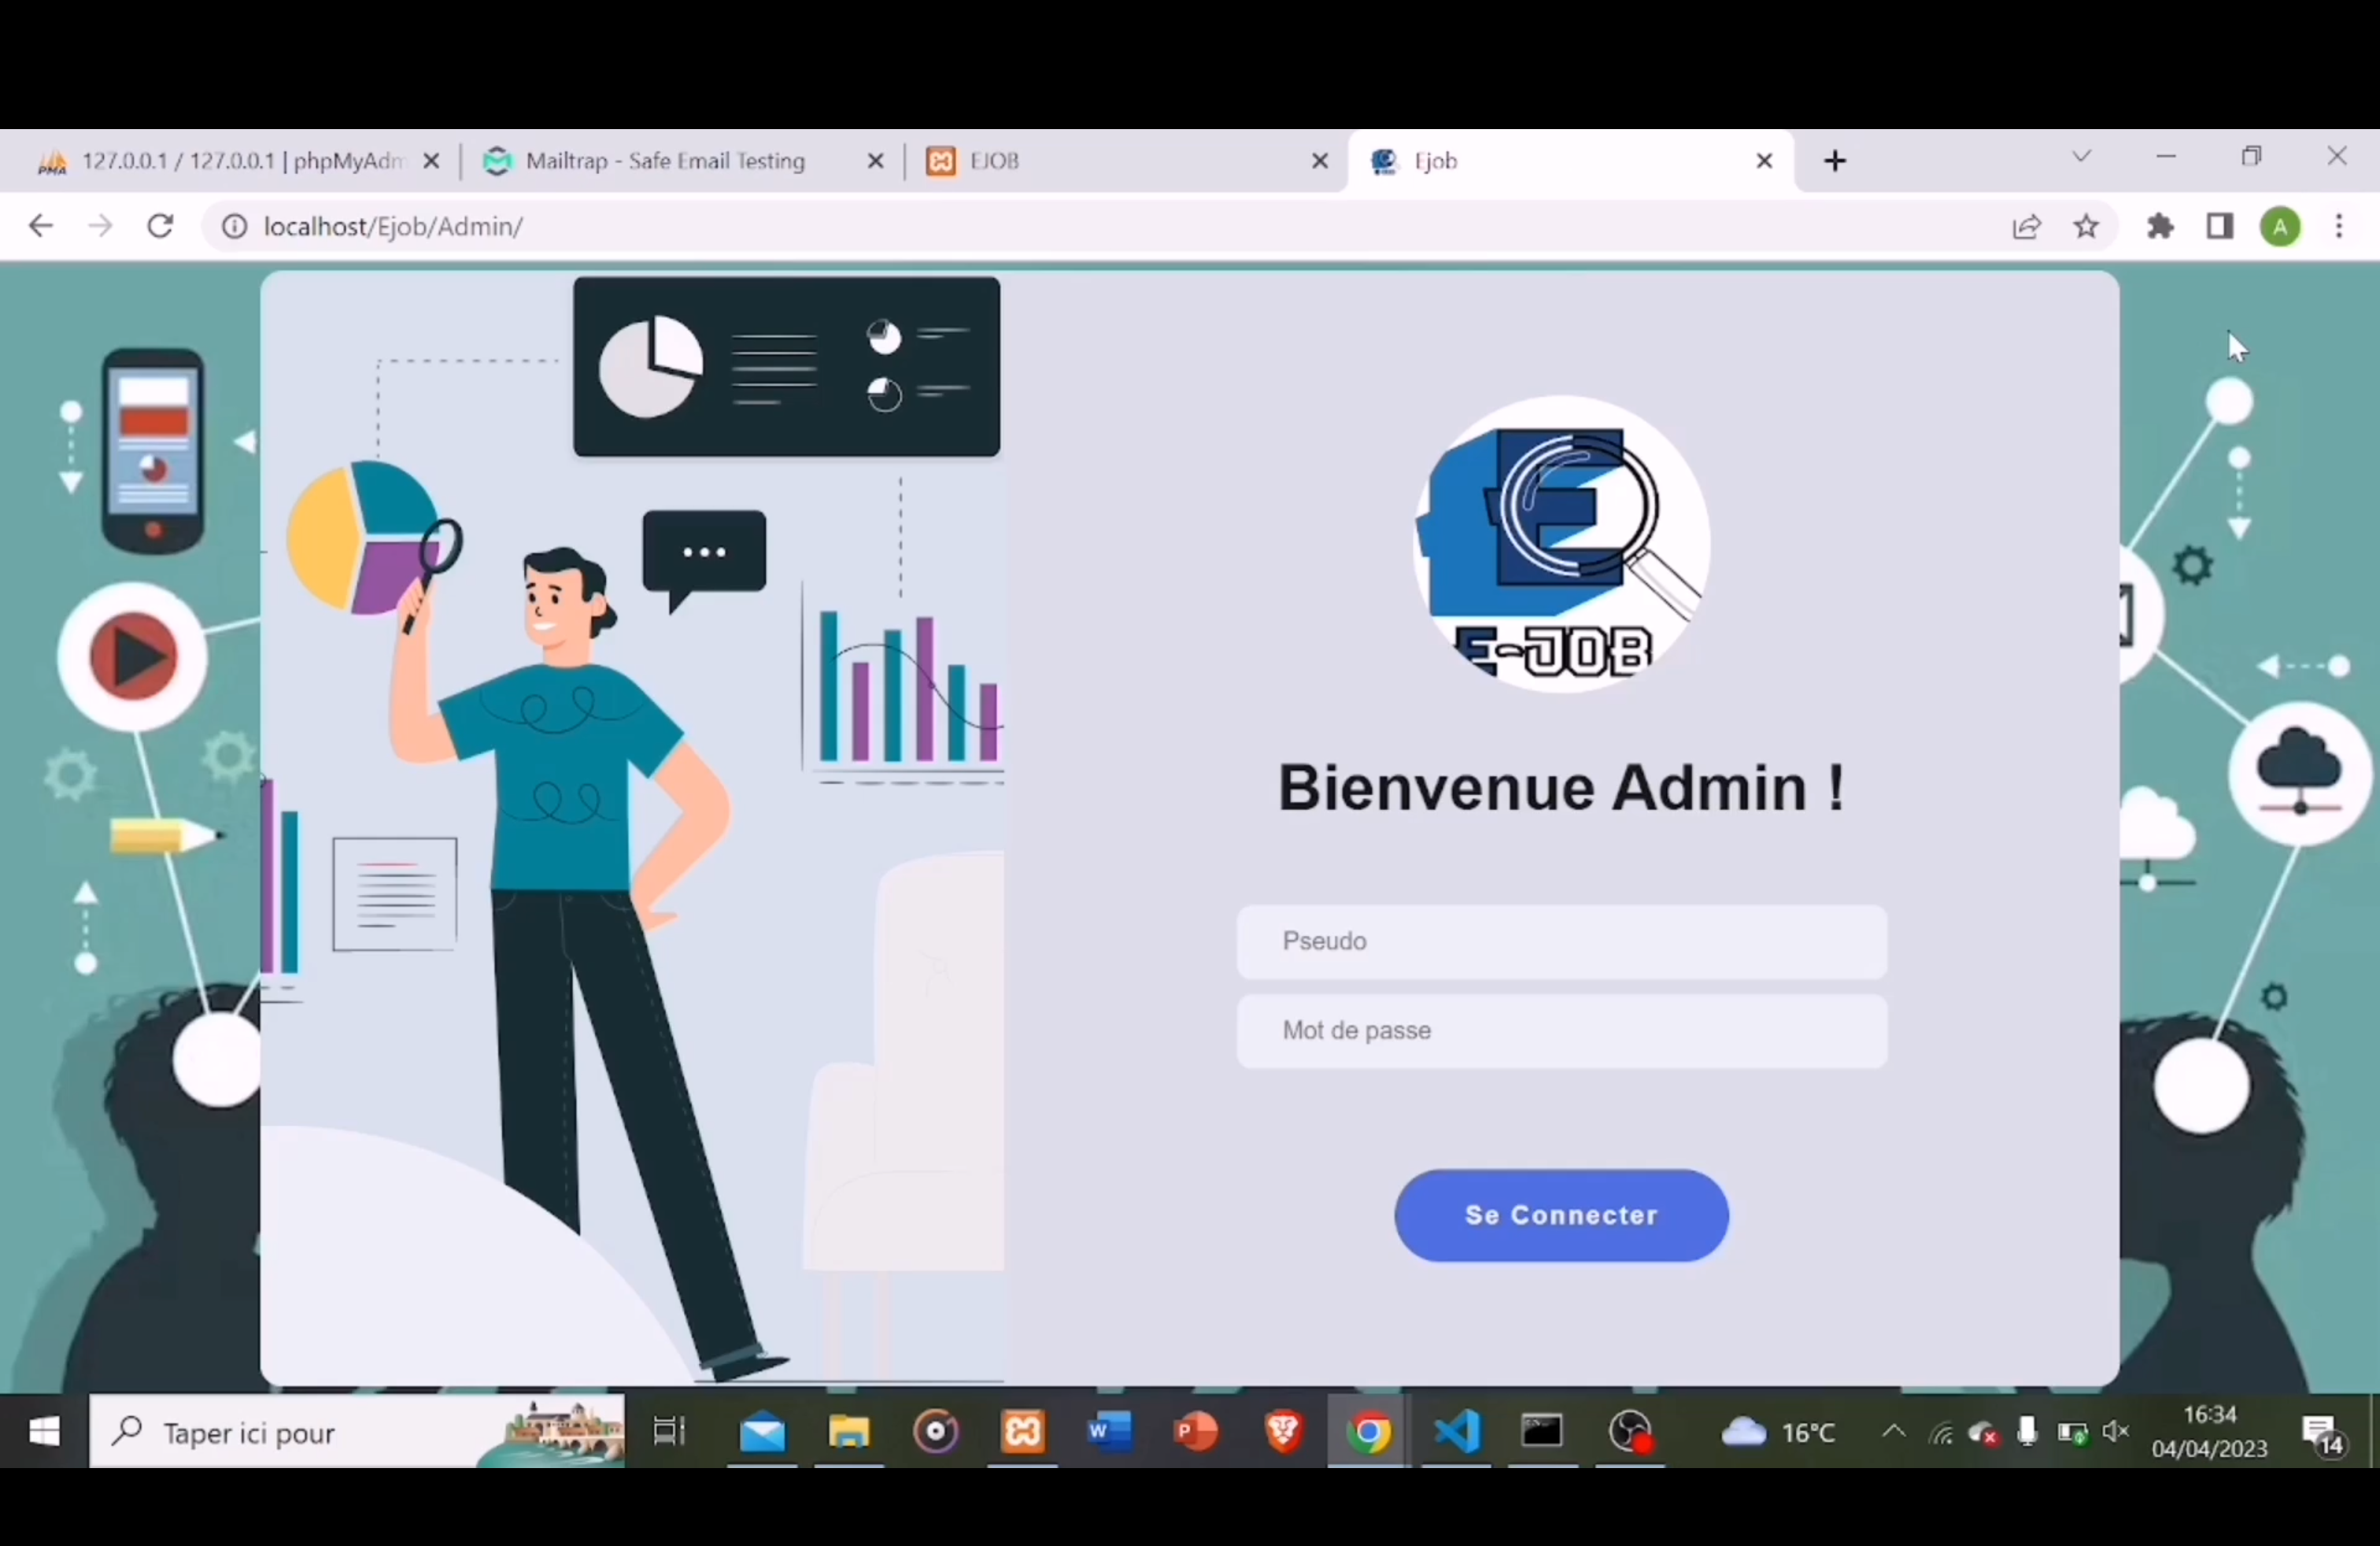 127.0.0.1 / 127.0.0.1 | phpMyAdm
Mailtrap - Safe Email Testing
EJOB
Ejob
localhost/Ejob/Admin/
A
E
E-JOB
Bienvenue Admin !
Pseudo
Mot de passe
Se Connecter
Taper ici pour
16°C
16:34
04/04/2023
14